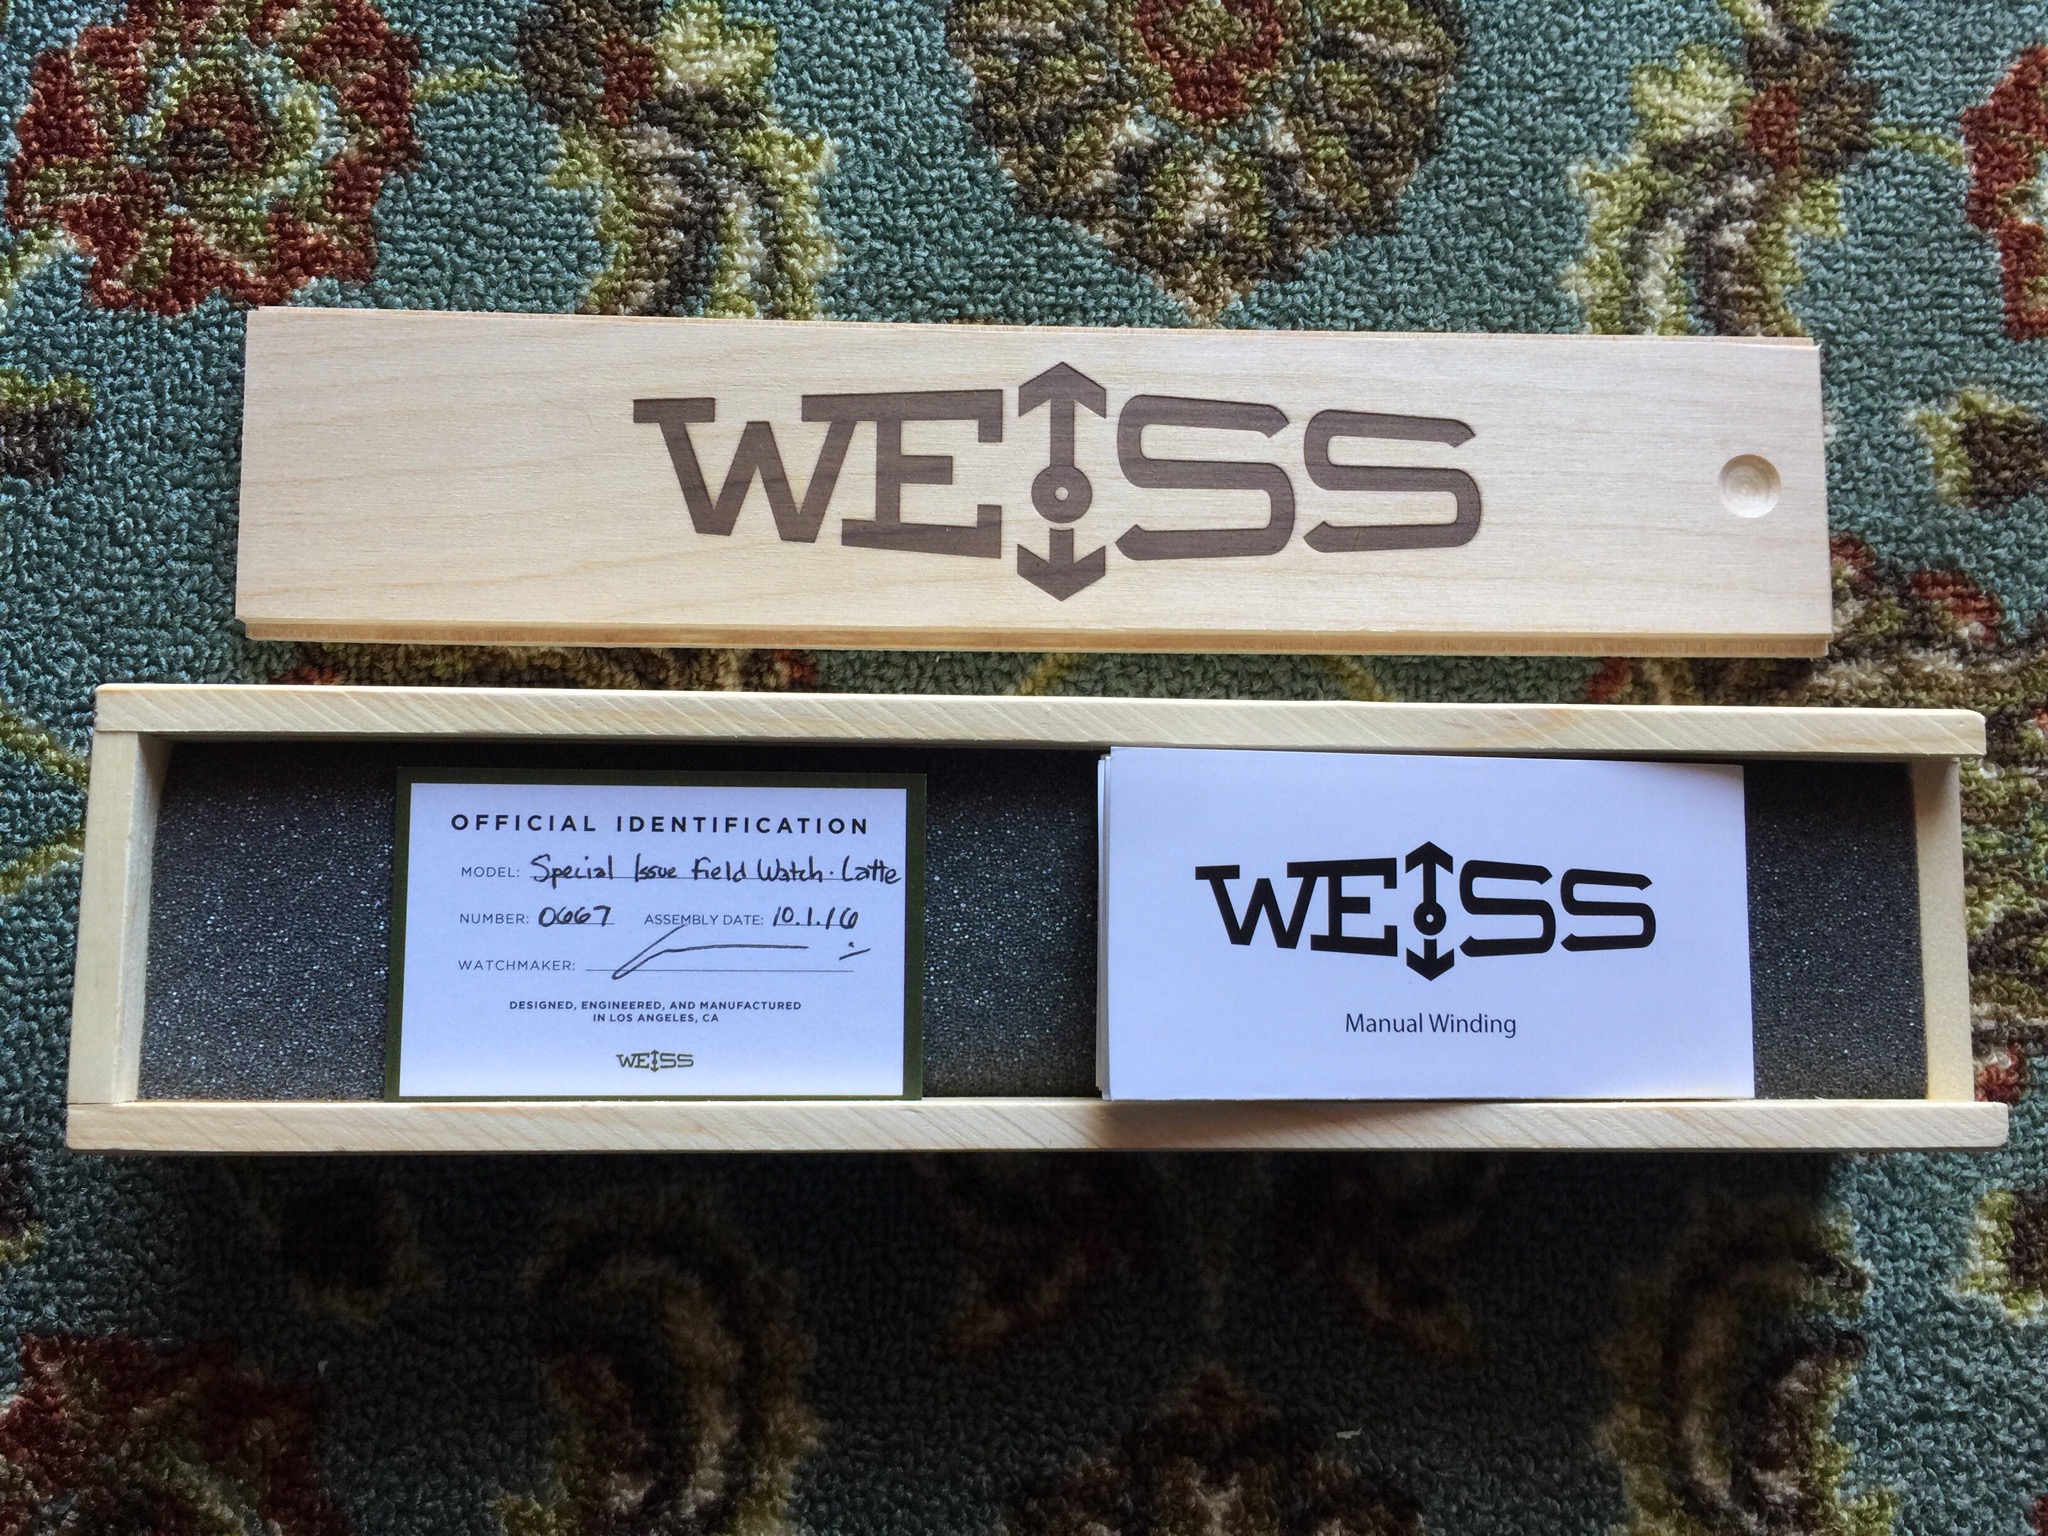 WEISS
OFFICIAL IDENTIFICATION
MODEL: Special Issue Field Watch · Latte
NUMBER: 0667 ASSEMBLY DATE: 10.1.16
WATCHMAKER:
DESIGNED, ENGINEERED, AND MANUFACTURED
IN LOS ANGELES, CA
WEISS
WEISS
Manual Winding